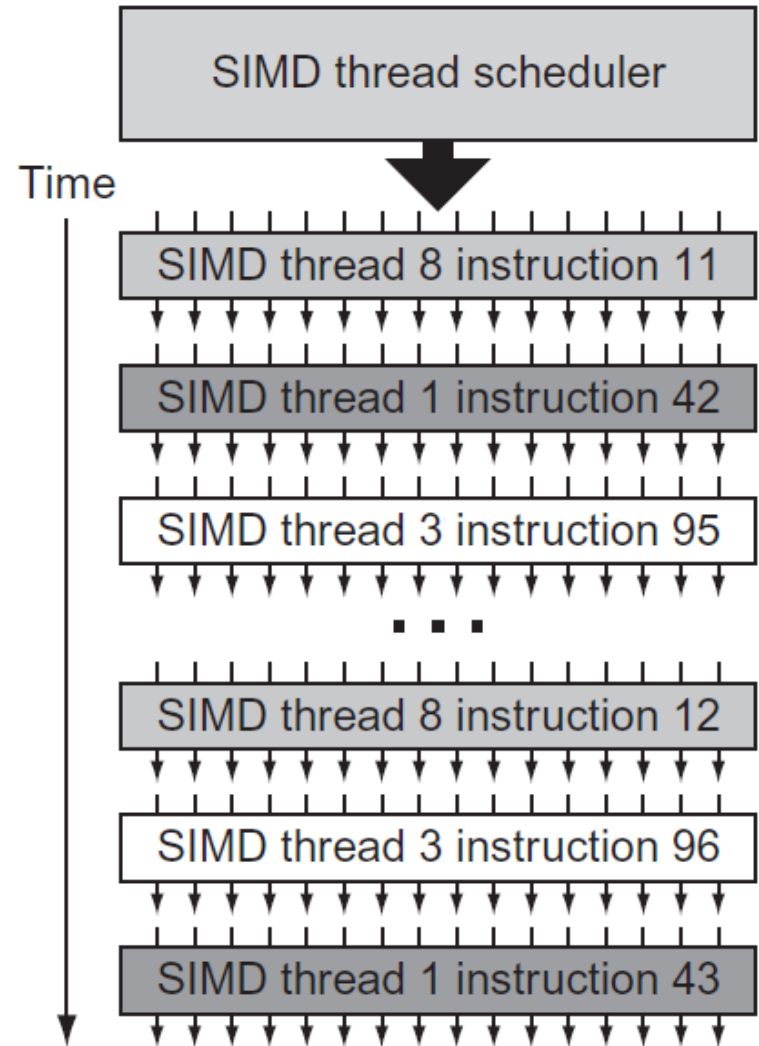 SIMD thread scheduler
Time
SIMD thread 8 instruction 11
SIMD thread 1 instruction 42
SIMD thread 3 instruction 95
. . .
SIMD thread 8 instruction 12
SIMD thread 3 instruction 96
SIMD thread 1 instruction 43